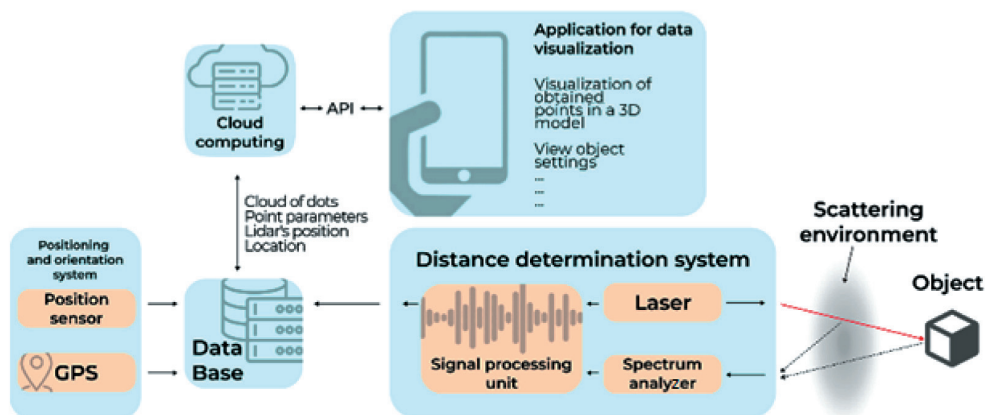 Application for data
visualization
Visualization of
obtained
points in a 3D
model
View object
settings
...
...
...
Cloud
computing
API
Cloud of dots
Point parameters
Lidar's position
Location
Positioning
and orientation
system
Position
sensor
GPS
Data
Base
Distance determination system
Laser
Signal processing
unit
Spectrum
analyzer
Scattering
environment
Object